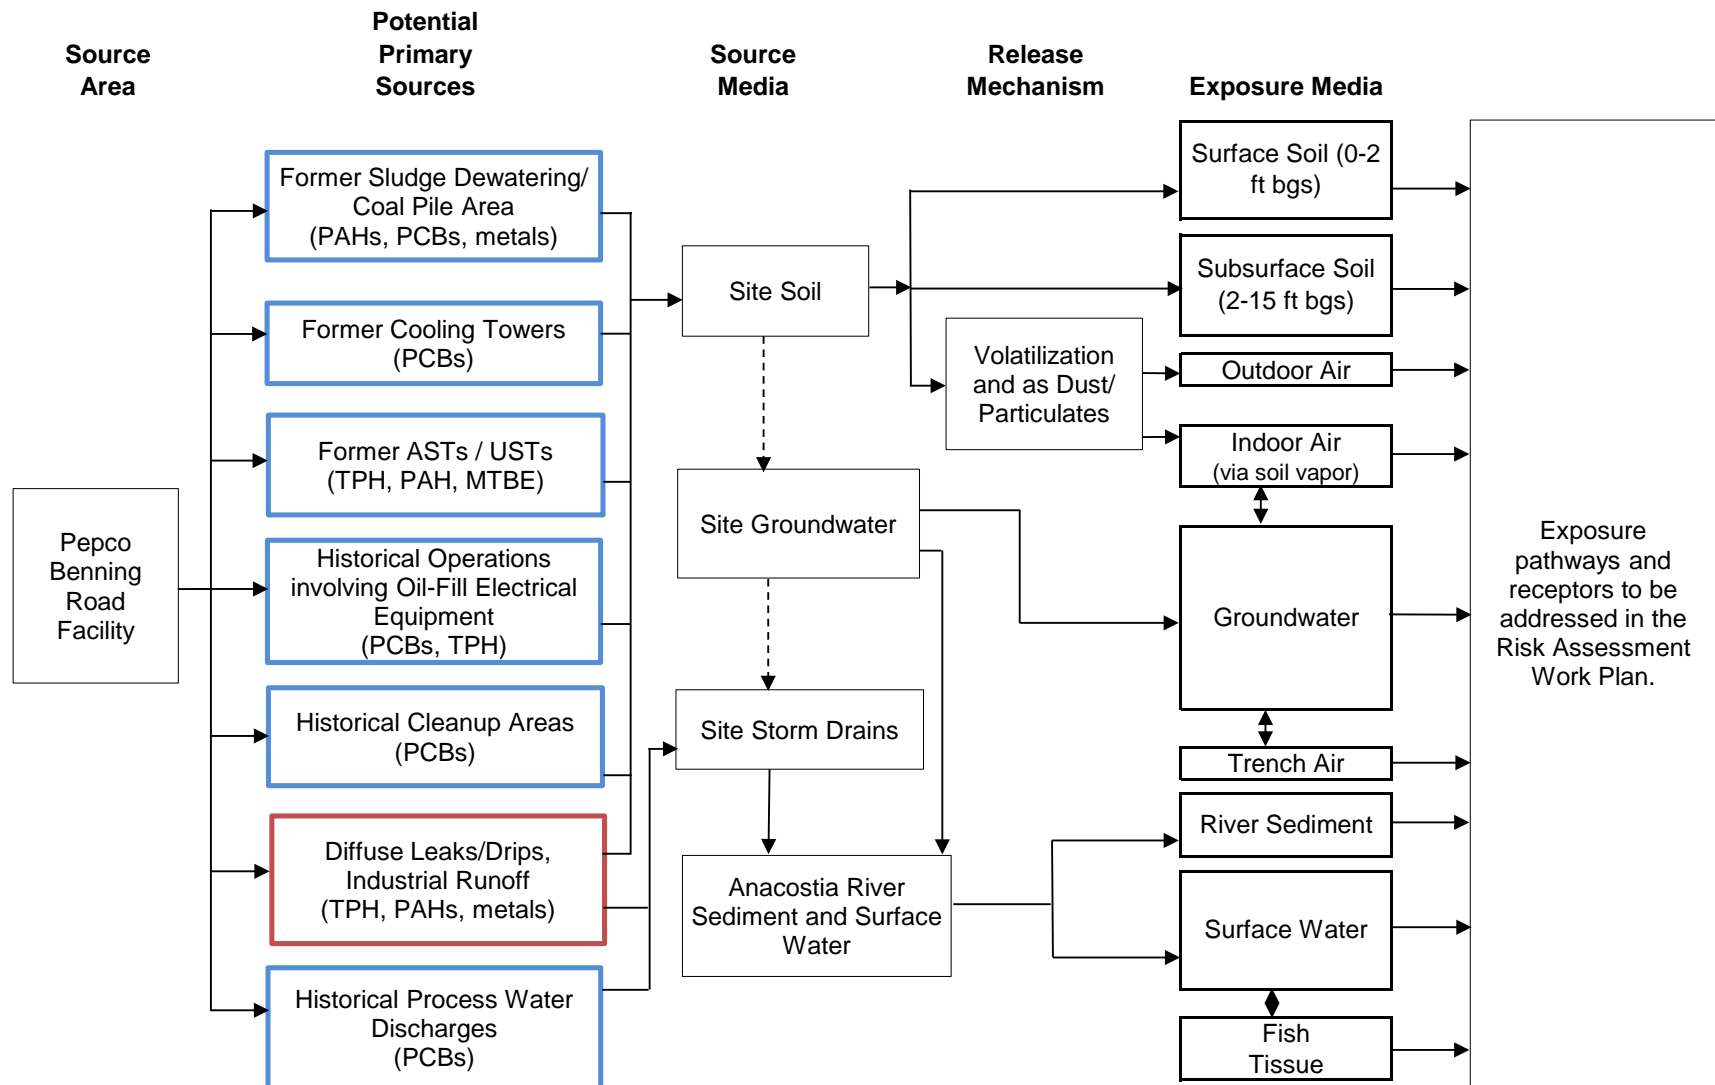 Source
Area
Potential
Primary
Sources
Source
Media
Release
Mechanism
Exposure Media
Pepco
Benning
Road
Facility
Former Sludge Dewatering/
Coal Pile Area
(PAHs, PCBs, metals)
Former Cooling Towers
(PCBs)
Former ASTs / USTs
(TPH, PAH, MTBE)
Historical Operations
involving Oil-Fill Electrical
Equipment
(PCBs, TPH)
Historical Cleanup Areas
(PCBs)
Diffuse Leaks/Drips,
Industrial Runoff
(TPH, PAHs, metals)
Historical Process Water
Discharges
(PCBs)
Site Soil
Site Groundwater
Site Storm Drains
Anacostia River
Sediment and Surface
Water
Volatilization
and as Dust/
Particulates
Surface Soil (0-2
ft bgs)
Subsurface Soil
(2-15 ft bgs)
Outdoor Air
Indoor Air
(via soil vapor)
Groundwater
Trench Air
River Sediment
Surface Water
Fish
Tissue
Exposure
pathways and
receptors to be
addressed in the
Risk Assessment
Work Plan.